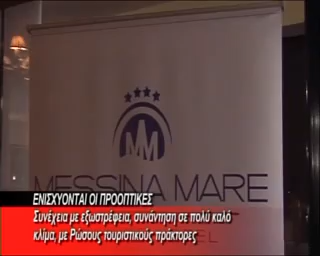 MM
MESSINA MARE
ΕΝΙΣΧΥΟΝΤΑΙ ΟΙ ΠΡΟΟΠΤΙΚΕΣ
Συνέχεια με εξωστρέφεια, συνάντηση σε πολύ καλό
κλίμα, με Ρώσους τουριστικούς πράκτορες